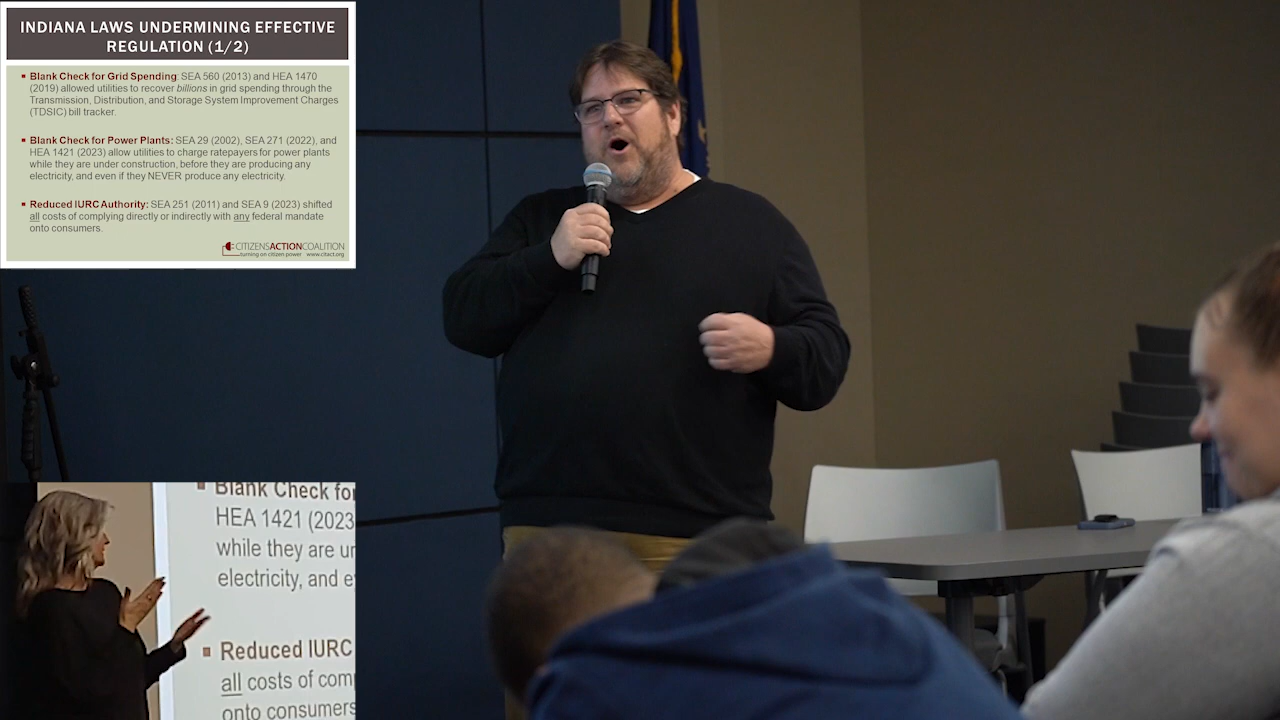 INDIANA LAWS UNDERMINING EFFECTIVE
REGULATION (1/2)
▪ Blank Check for Grid Spending: SEA 560 (2013) and HEA 1470
(2019) allowed utilities to recover billions in grid spending through the
Transmission, Distribution, and Storage System Improvement Charges
(TDSIC) bill tracker.
▪ Blank Check for Power Plants: SEA 29 (2002), SEA 271 (2022), and
HEA 1421 (2023) allow utilities to charge ratepayers for power plants
while they are under construction, before they are producing any
electricity, and even if they NEVER produce any electricity.
▪ Reduced IURC Authority: SEA 251 (2011) and SEA 9 (2023) shifted
all costs of complying directly or indirectly with any federal mandate
onto consumers.
CITIZENSACTIONCOALITION
turning on citizen power www.citact.org
▪ Blank Check for
HEA 1421 (2023
while they are un
electricity, and e
▪ Reduced IURC
all costs of com
onto consumers